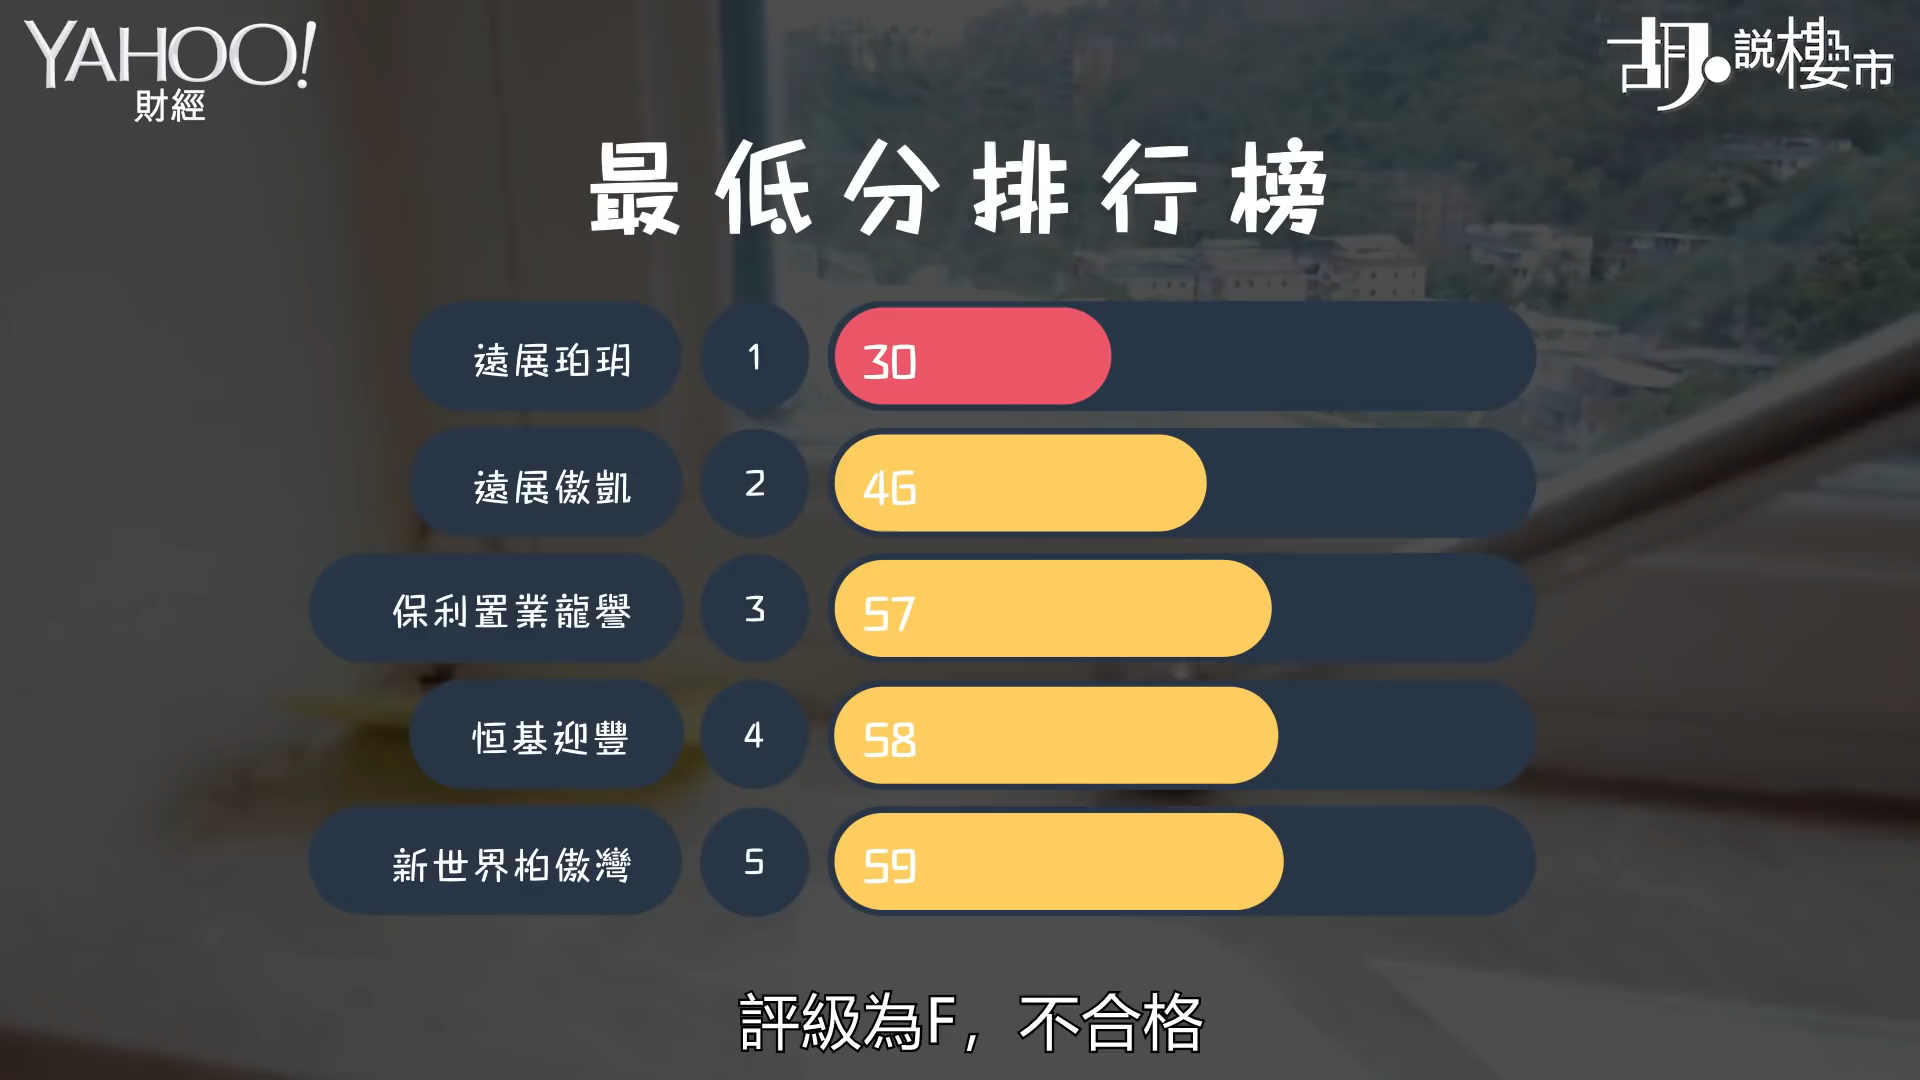 YAHOO!
財經
胡.說樓市
最低分排行榜
遠展珀玥 1 30
遠展傲凱 2 46
保利置業龍譽 3 57
恒基迎豐 4 58
新世界柏傲灣 5 59
評級為F，不合格